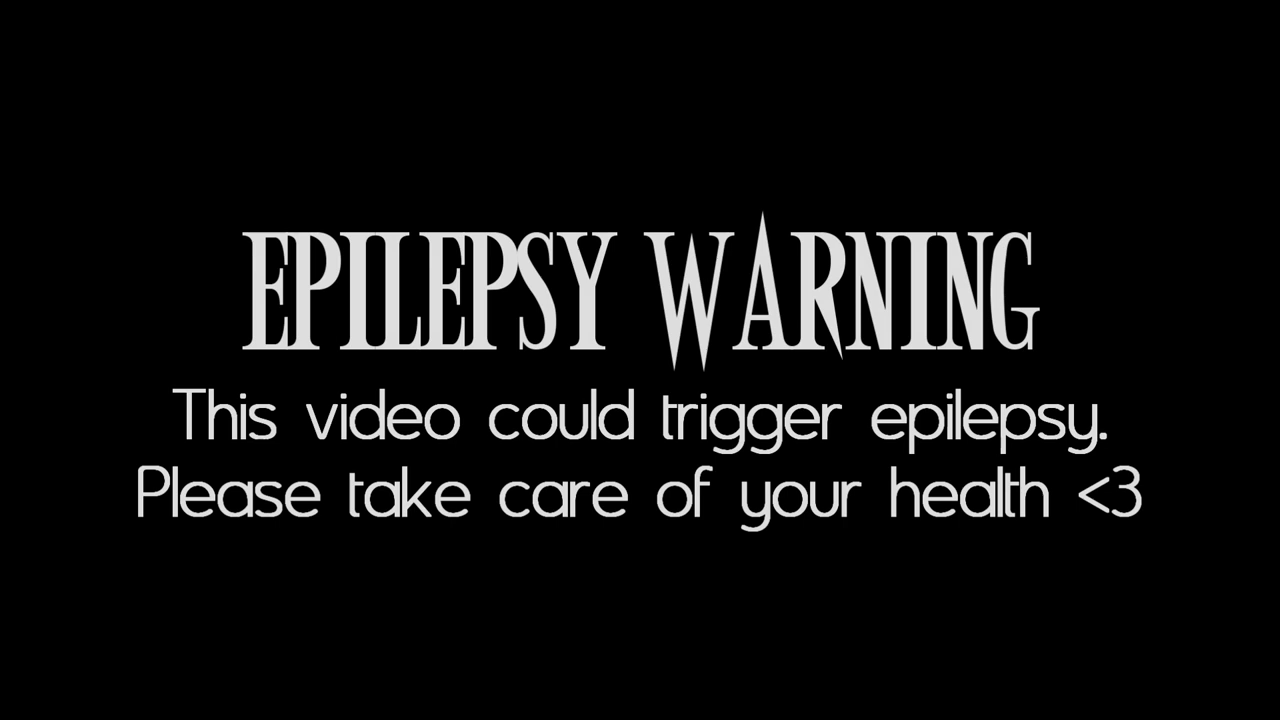 EPILEPSY WARNING
This video could trigger epilepsy.
Please take care of your health <3